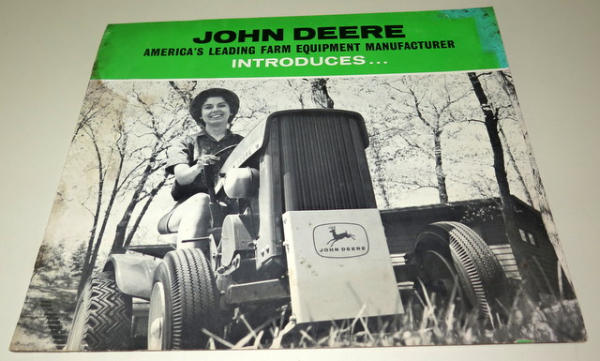 JOHN DEERE
AMERICA'S LEADING FARM EQUIPMENT MANUFACTURER
INTRODUCES...
JOHN DEERE